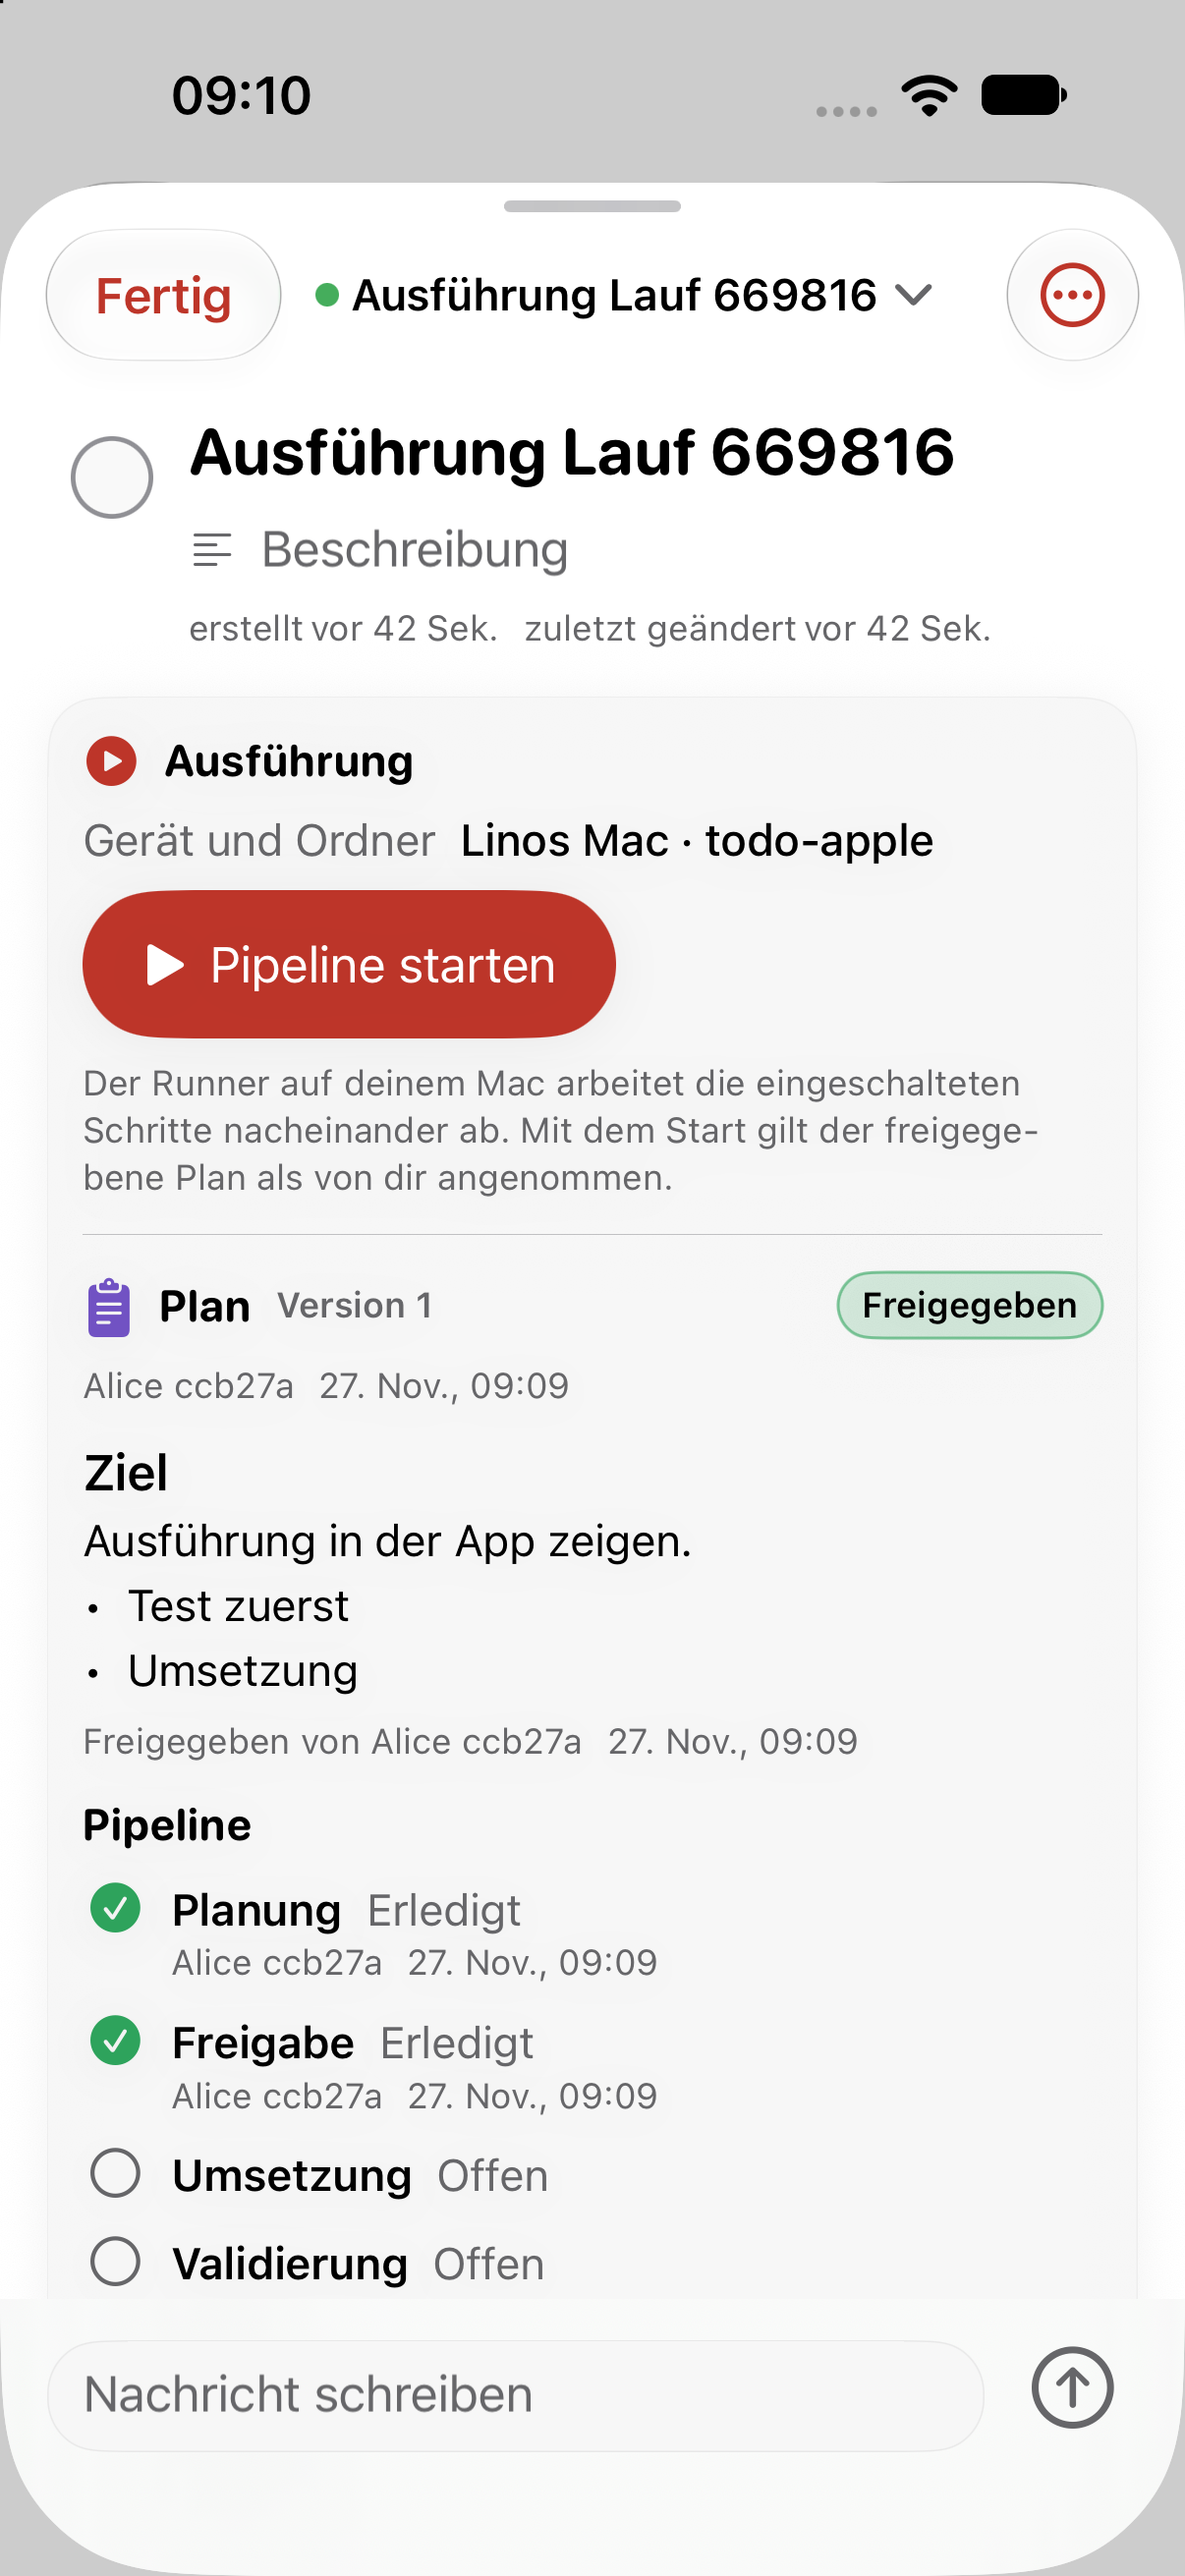 09:10
Fertig
Ausführung Lauf 669816
Ausführung Lauf 669816
Beschreibung
erstellt vor 42 Sek. zuletzt geändert vor 42 Sek.
Ausführung
Gerät und Ordner Linos Mac · todo-apple
Pipeline starten
Der Runner auf deinem Mac arbeitet die eingeschalteten
Schritte nacheinander ab. Mit dem Start gilt der freigege-
bene Plan als von dir angenommen.
Plan Version 1 Freigegeben
Alice ccb27a 27. Nov., 09:09
Ziel
Ausführung in der App zeigen.
• Test zuerst
• Umsetzung
Freigegeben von Alice ccb27a 27. Nov., 09:09
Pipeline
Planung Erledigt
Alice ccb27a 27. Nov., 09:09
Freigabe Erledigt
Alice ccb27a 27. Nov., 09:09
Umsetzung Offen
Validierung Offen
Nachricht schreiben